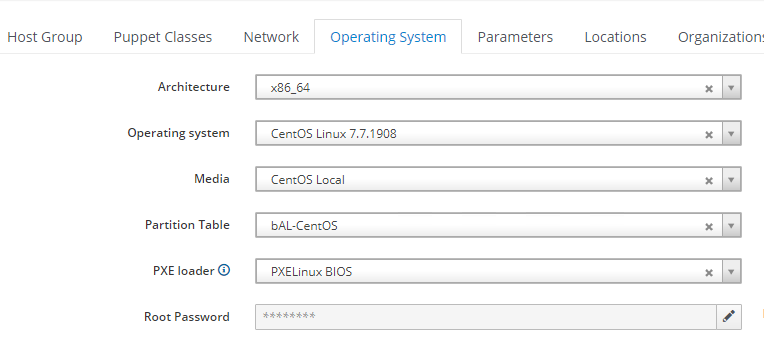 Host Group Puppet Classes Network Operating System Parameters Locations Organizations
Architecture x86_64
Operating system CentOS Linux 7.7.1908
Media CentOS Local
Partition Table bAL-CentOS
PXE loader PXELinux BIOS
Root Password ********